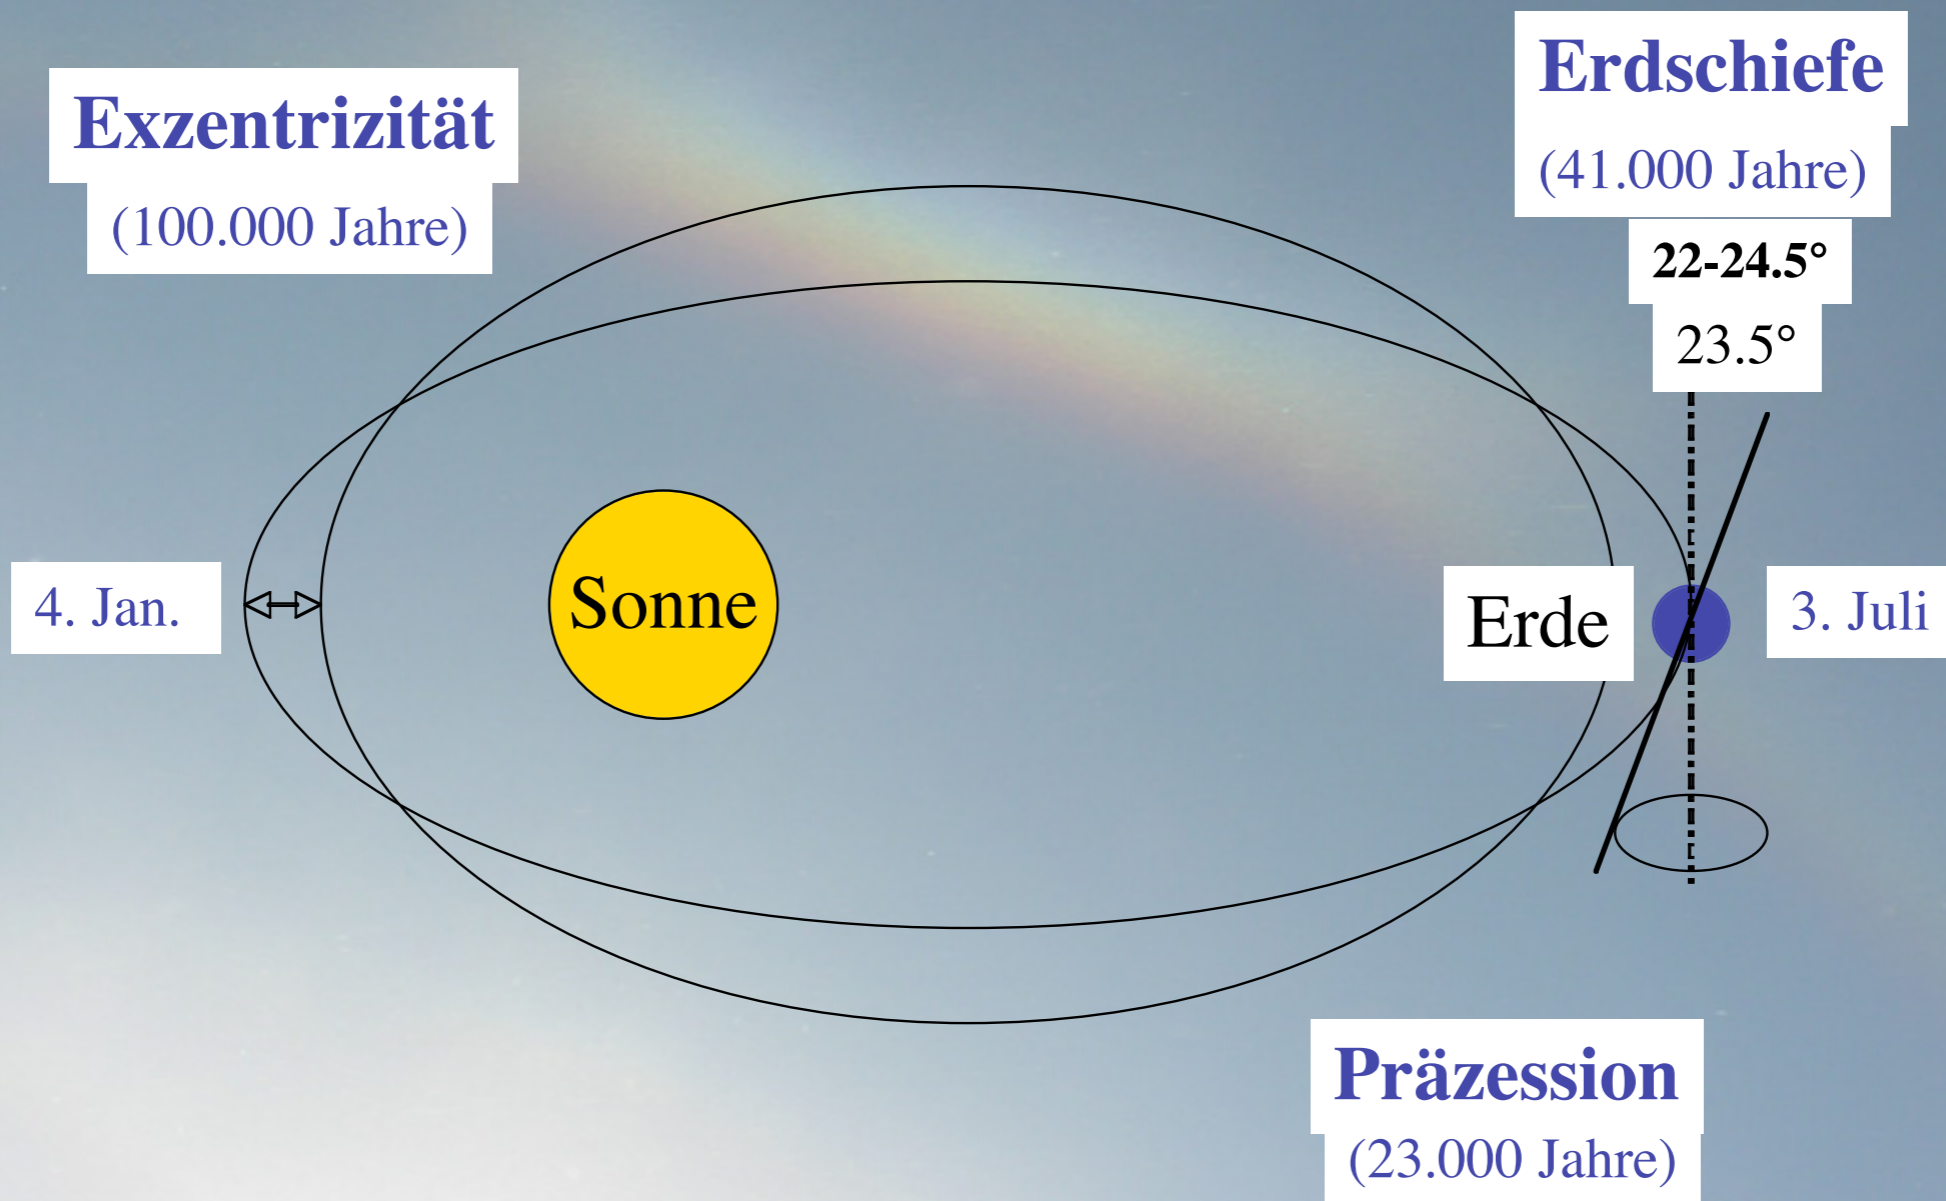 Exzentrizität
(100.000 Jahre)
Erdschiefe
(41.000 Jahre)
22-24.5°
23.5°
4. Jan.
Sonne
Erde
3. Juli
Präzession
(23.000 Jahre)